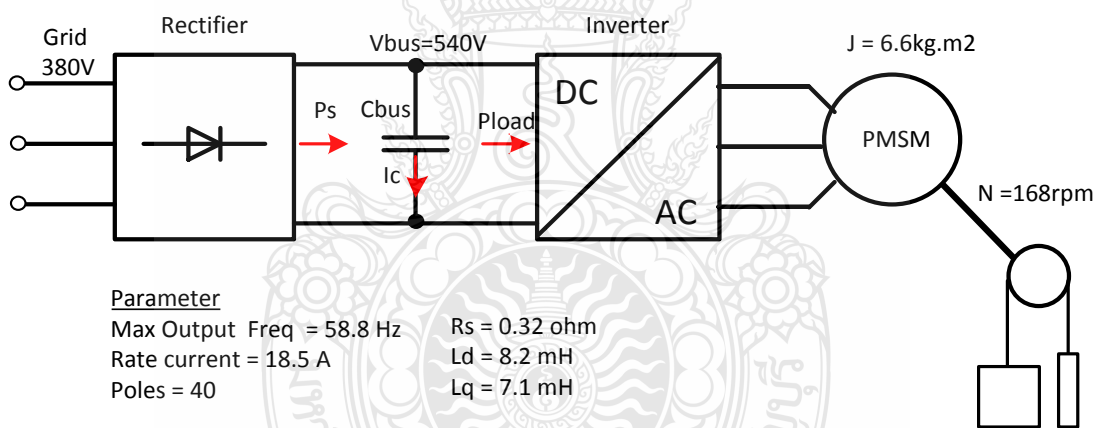 Grid
380V
Rectifier
Vbus=540V
Inverter
J = 6.6kg.m2
Ps
Cbus
Pload
Ic
DC
AC
PMSM
N =168rpm
Parameter
Max Output Freq = 58.8 Hz
Rate current = 18.5 A
Poles = 40
Rs = 0.32 ohm
Ld = 8.2 mH
Lq = 7.1 mH